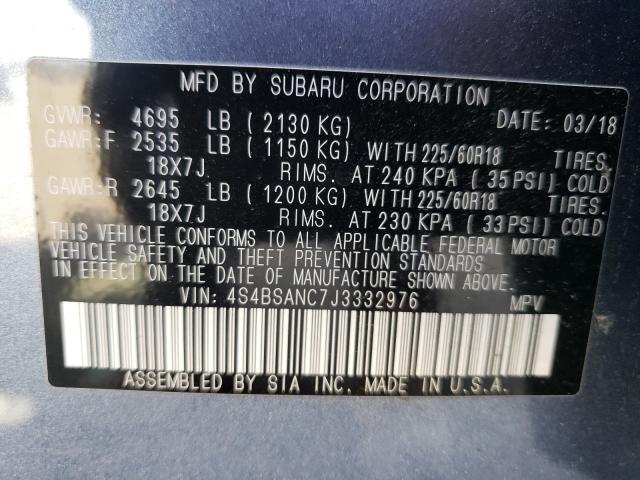 MFD BY SUBARU CORPORATION
GVWR: 4695 LB (2130 KG) DATE: 03/18
GAWR:F 2535 LB (1150 KG) WITH 225/60R18 TIRES,
18X7J RIMS, AT 240 KPA (35 PSI) COLD
GAWR:R 2645 LB (1200 KG) WITH 225/60R18 TIRES,
18X7J RIMS, AT 230 KPA (33 PSI) COLD
THIS VEHICLE CONFORMS TO ALL APPLICABLE FEDERAL MOTOR
VEHICLE SAFETY AND THEFT PREVENTION STANDARDS
IN EFFECT ON THE DATE OF MANUFACTURE SHOWN ABOVE.
VIN: 4S4BSANC7J3332976 MPV
ASSEMBLED BY SIA INC. MADE IN U.S.A.